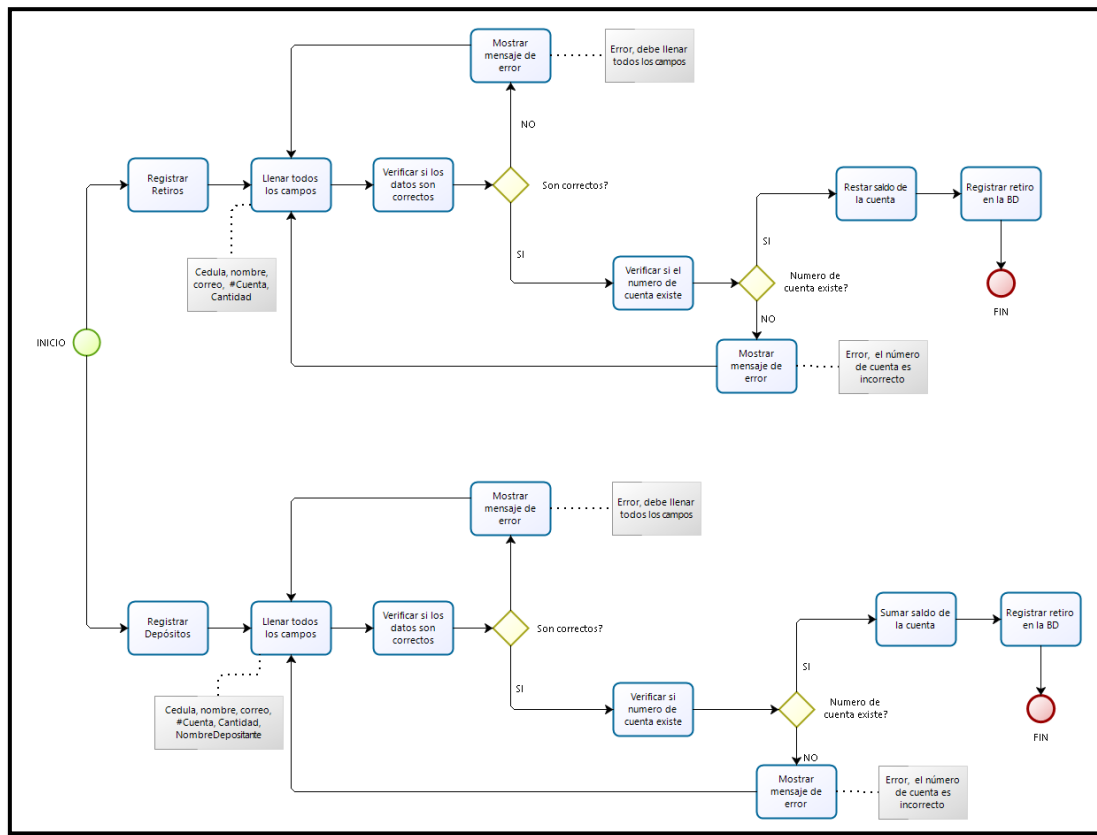 Mostrar
mensaje de
error
Error, debe llenar
todos los campos
NO
Registrar
Retiros
Llenar todos
los campos
Verificar si los
datos son
correctos
Son correctos?
Restar saldo de
la cuenta
Registrar retiro
en la BD
SI
SI
Cedula, nombre,
correo, #Cuenta,
Cantidad
Verificar si el
numero de
cuenta existe
Numero de
cuenta existe?
FIN
NO
INICIO
Mostrar
mensaje de
error
Error, el número
de cuenta es
incorrecto
Mostrar
mensaje de
error
Error, debe llenar
todos los campos
Registrar
Depósitos
Llenar todos
los campos
Verificar si los
datos son
correctos
Son correctos?
Sumar saldo de
la cuenta
Registrar retiro
en la BD
SI
SI
Cedula, nombre, correo,
#Cuenta, Cantidad,
NombreDepositante
Verificar si
numero de
cuenta existe
Numero de
cuenta existe?
FIN
NO
Mostrar
mensaje de
error
Error, el número
de cuenta es
incorrecto